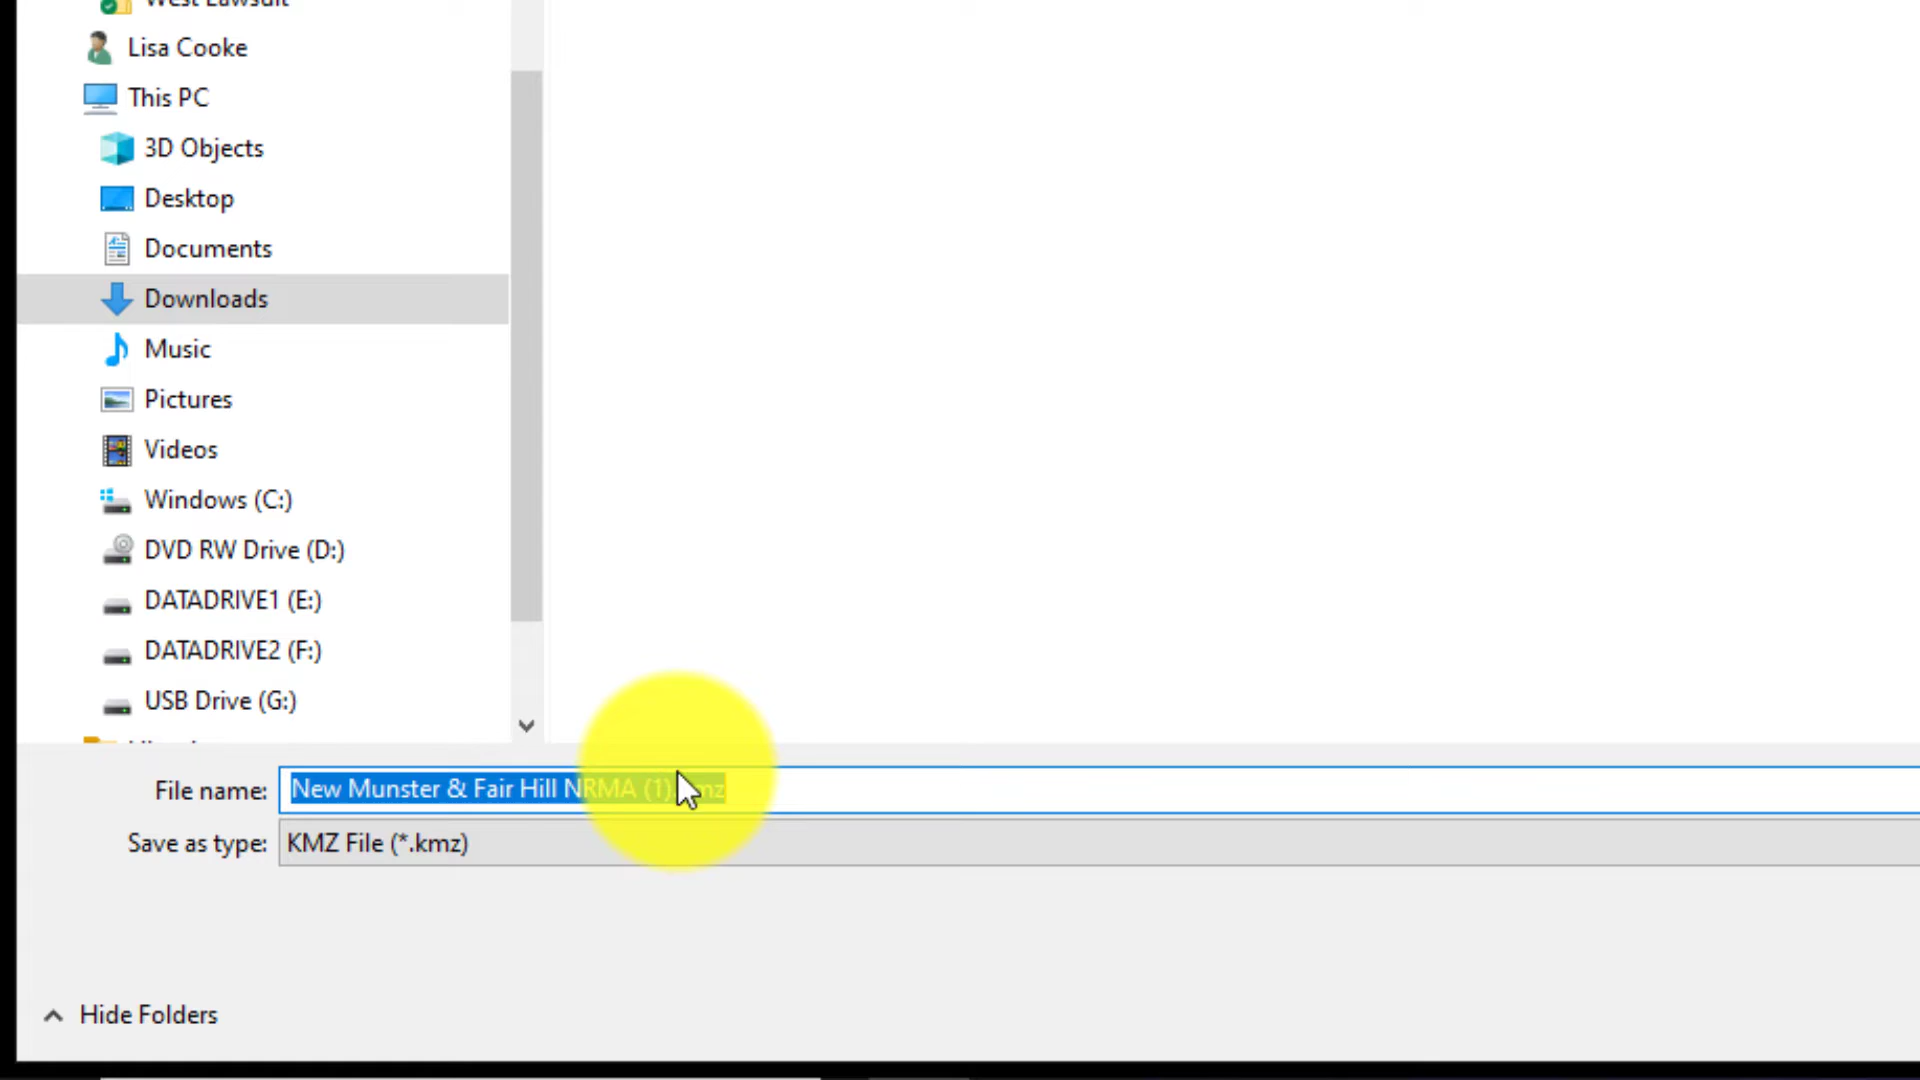 West Lawsuit
Lisa Cooke
This PC
3D Objects
Desktop
Documents
Downloads
Music
Pictures
Videos
Windows (C:)
DVD RW Drive (D:)
DATADRIVE1 (E:)
DATADRIVE2 (F:)
USB Drive (G:)
File name: New Munster & Fair Hill NRMA (1).kmz
Save as type: KMZ File (*.kmz)
Hide Folders